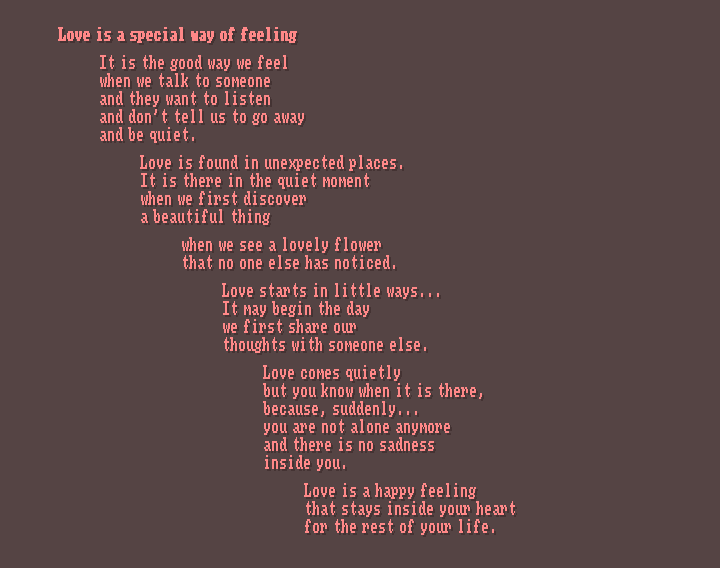 Love is a special way of feeling
It is the good way we feel
when we talk to someone
and they want to listen
and don't tell us to go away
and be quiet.
Love is found in unexpected places.
It is there in the quiet moment
when we first discover
a beautiful thing
when we see a lovely flower
that no one else has noticed.
Love starts in little ways...
It may begin the day
we first share our
thoughts with someone else.
Love comes quietly
but you know when it is there,
because, suddenly...
you are not alone anymore
and there is no sadness
inside you.
Love is a happy feeling
that stays inside your heart
for the rest of your life.